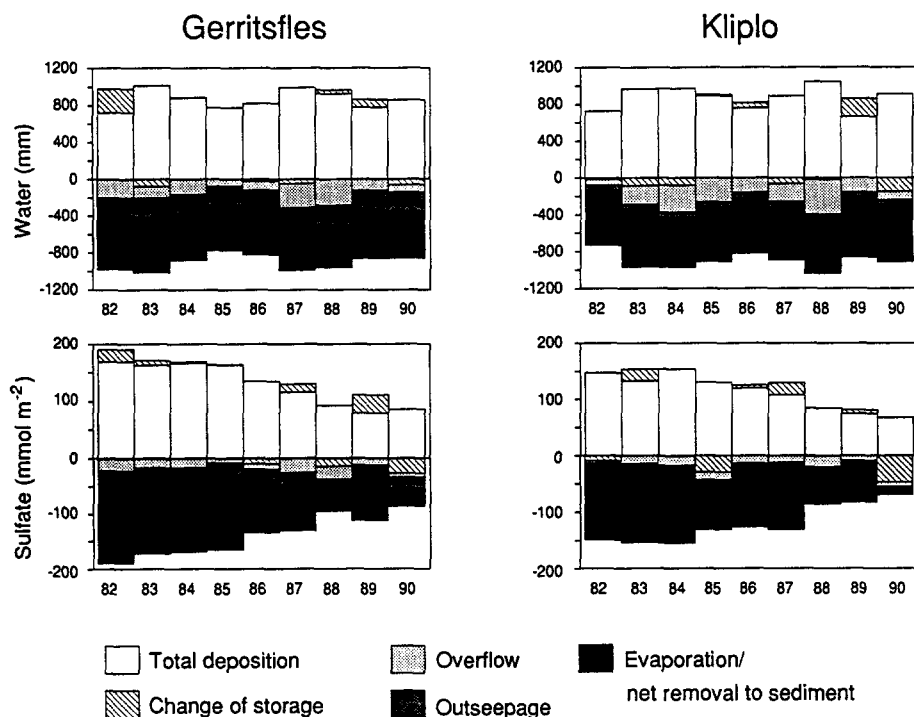 Gerritsfles
Kliplo
Water (mm)
1200
800
400
0
-400
-800
-1200
82 83 84 85 86 87 88 89 90
1200
800
400
0
-400
-800
-1200
82 83 84 85 86 87 88 89 90
Sulfate (mmol m⁻²)
200
100
0
-100
-200
82 83 84 85 86 87 88 89 90
200
100
0
-100
-200
82 83 84 85 86 87 88 89 90
Total deposition
Overflow
Evaporation/
net removal to sediment
Change of storage
Outseepage